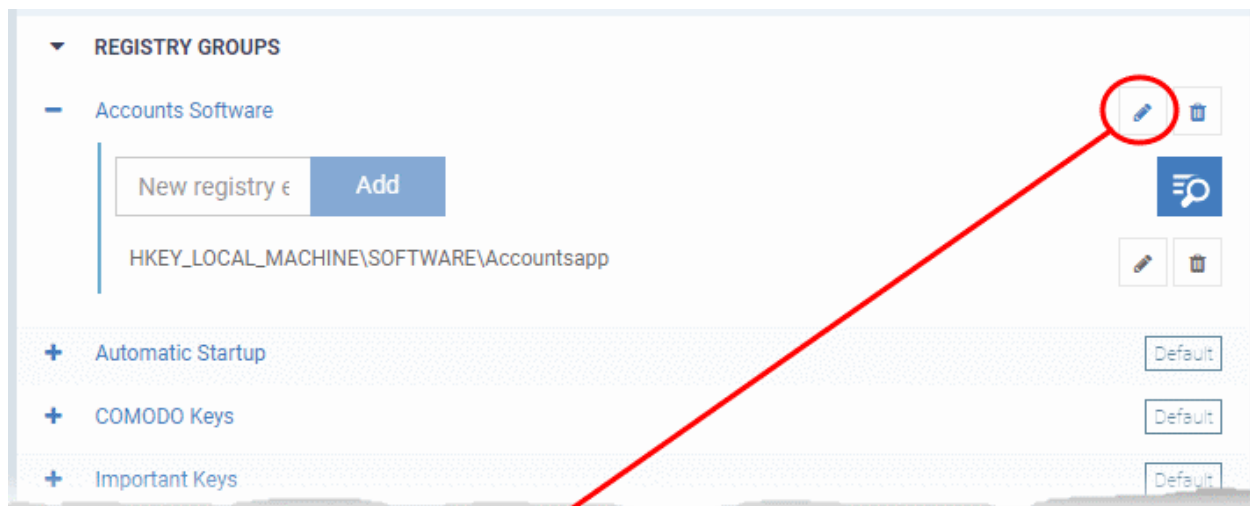 REGISTRY GROUPS
Accounts Software
New registry e
Add
HKEY_LOCAL_MACHINE\SOFTWARE\Accountsapp
Automatic Startup
Default
COMODO Keys
Default
Important Keys
Default